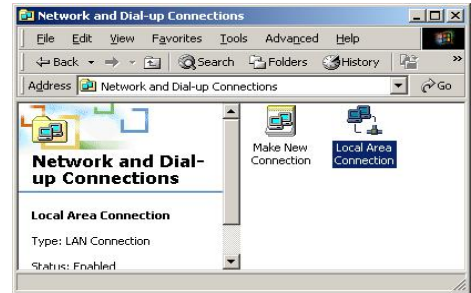 Network and Dial-up Connections
File Edit View Favorites Tools Advanced Help
Back Search Folders History »
Address Network and Dial-up Connections Go
Network and Dial-
up Connections
Local Area Connection
Type: LAN Connection
Status: Enabled
Make New
Connection
Local Area
Connection